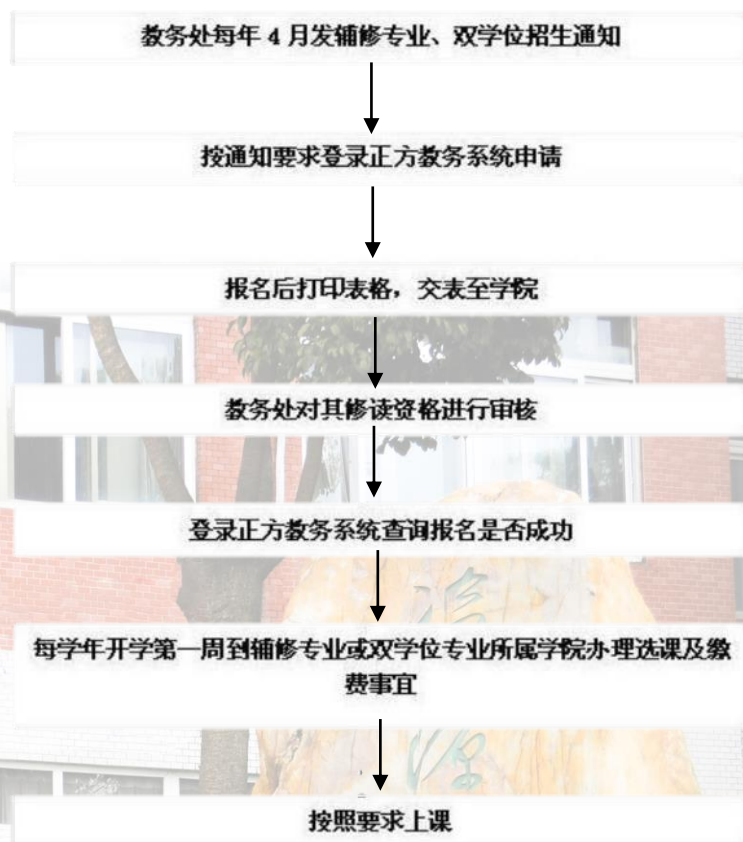 教务处每年 4 月发辅修专业、双学位招生通知
按通知要求登录正方教务系统申请
报名后打印表格，交表至学院
教务处对其修读资格进行审核
登录正方教务系统查询报名是否成功
每学年开学第一周到辅修专业或双学位专业所属学院办理选课及缴
费事宜
按照要求上课